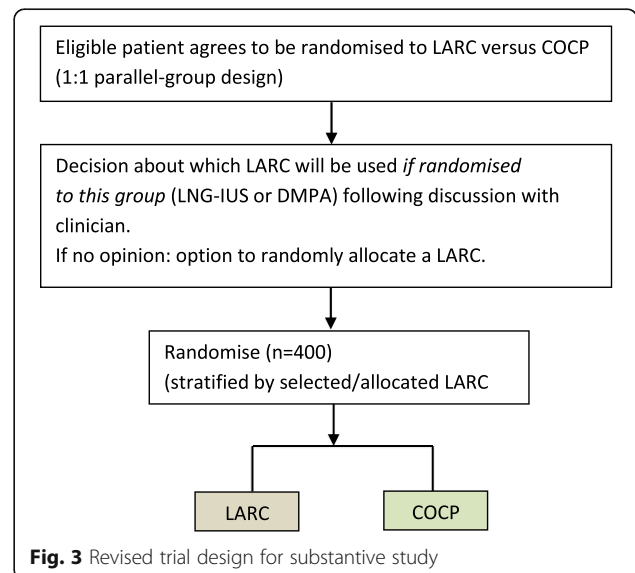 Eligible patient agrees to be randomised to LARC versus COCP
(1:1 parallel-group design)
Decision about which LARC will be used if randomised
to this group (LNG-IUS or DMPA) following discussion with
clinician.
If no opinion: option to randomly allocate a LARC.
Randomise (n=400)
(stratified by selected/allocated LARC
LARC
COCP
Fig. 3 Revised trial design for substantive study